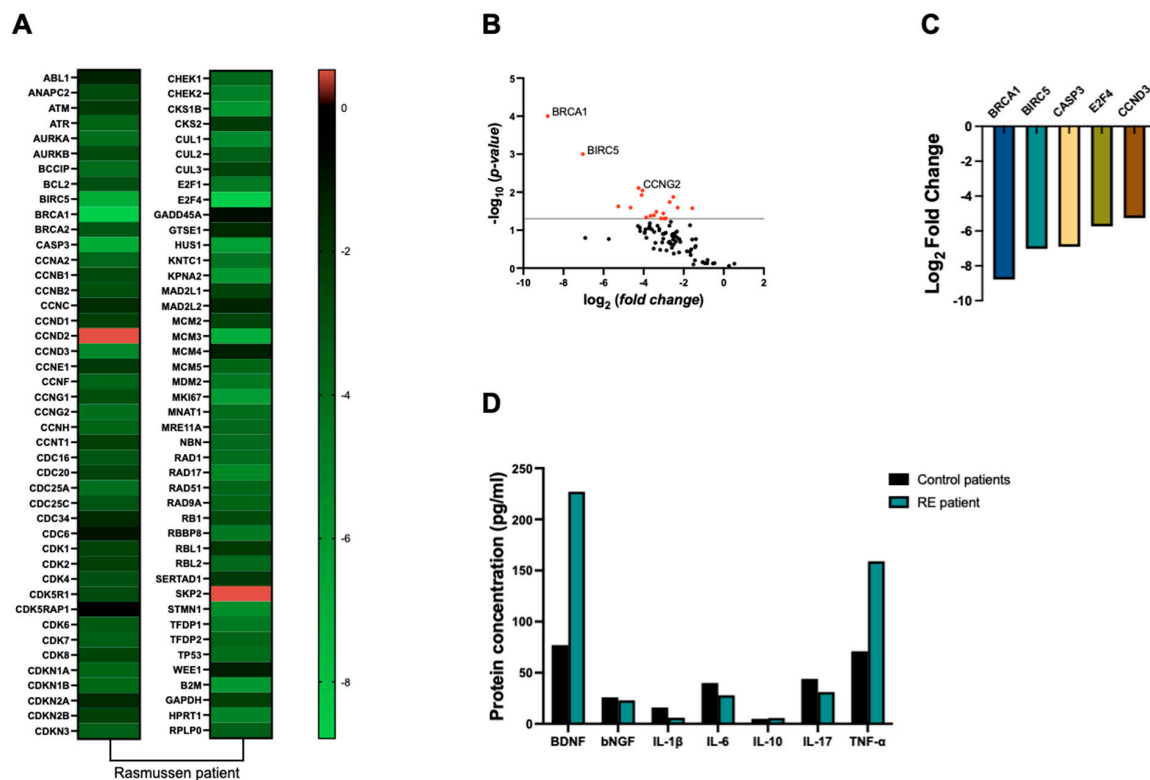 A
ABL1
ANAPC2
ATM
ATR
AURKA
AURKB
BCCIP
BCL2
BIRC5
BRCA1
BRCA2
CASP3
CCNA2
CCNB1
CCNB2
CCNC
CCND1
CCND2
CCND3
CCNE1
CCNF
CCNG1
CCNG2
CCNH
CCNT1
CDC16
CDC20
CDC25A
CDC25C
CDC34
CDC6
CDK1
CDK2
CDK4
CDK5R1
CDK5RAP1
CDK6
CDK7
CDK8
CDKN1A
CDKN1B
CDKN2A
CDKN2B
CDKN3
CHEK1
CHEK2
CKS1B
CKS2
CUL1
CUL2
CUL3
E2F1
E2F4
GADD45A
GTSE1
HUS1
KNTC1
KPNA2
MAD2L1
MAD2L2
MCM2
MCM3
MCM4
MCM5
MDM2
MKI67
MNAT1
MRE11A
NBN
RAD1
RAD17
RAD51
RAD9A
RB1
RBBP8
RBL1
RBL2
SERTAD1
SKP2
STMN1
TFDP1
TFDP2
TP53
WEE1
B2M
GAPDH
HPRT1
RPLP0
0
-2
-4
-6
-8
Rasmussen patient
B
-log10 (p-value)
5
4
3
2
1
0
BRCA1
BIRC5
CCNG2
-10 -8 -6 -4 -2 0 2
log2 (fold change)
C
BRCA1 BIRC5 CASP3 E2F4 CCND3
Log2 Fold Change
0
-2
-4
-6
-8
-10
D
Protein concentration (pg/ml)
250
200
150
100
50
0
Control patients
RE patient
BDNF bNGF IL-1β IL-6 IL-10 IL-17 TNF-α